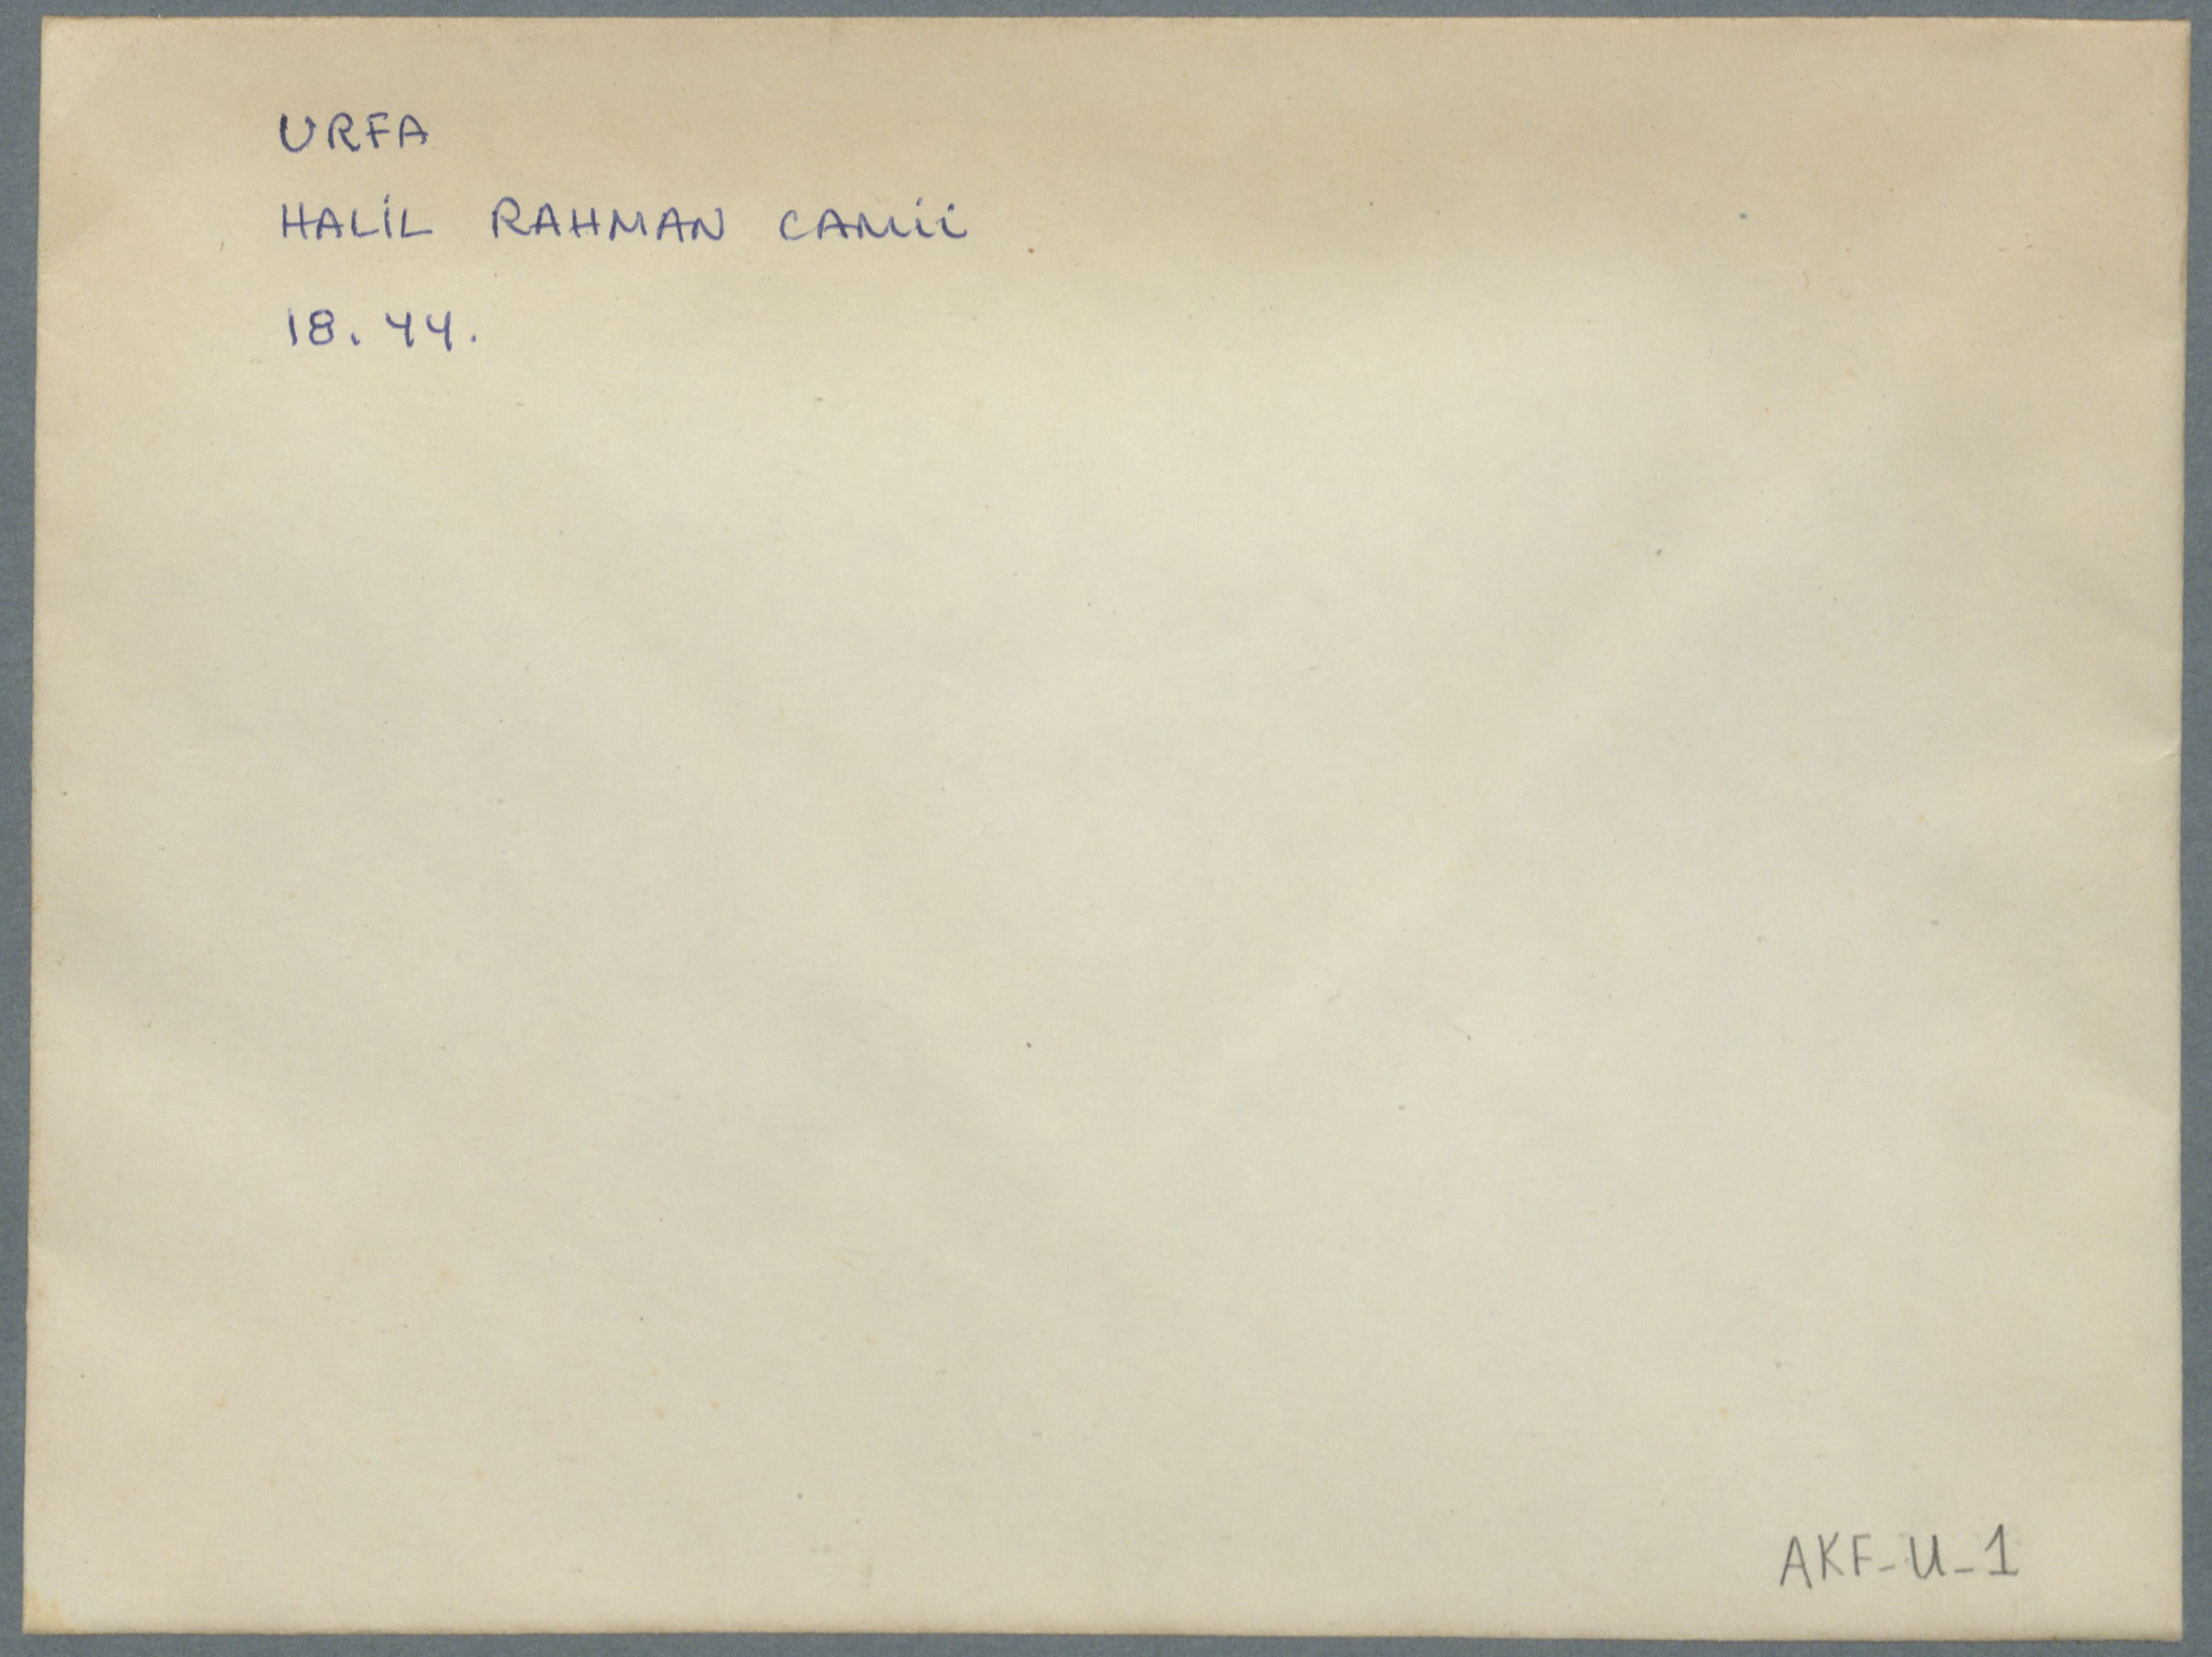 URFA
HALİL RAHMAN CAMİİ
18.44.
AKF-U-1